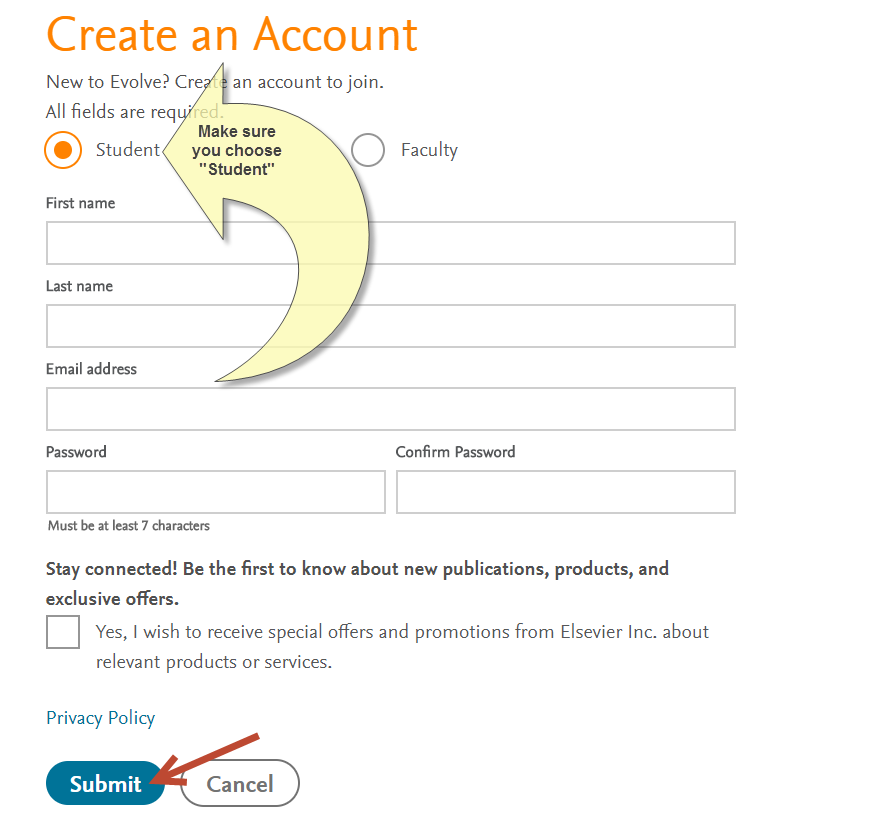 Create an Account
New to Evolve? Create an account to join.
All fields are required.
Student
Make sure
you choose
"Student"
Faculty
First name
Last name
Email address
Password
Confirm Password
Must be at least 7 characters
Stay connected! Be the first to know about new publications, products, and
exclusive offers.
Yes, I wish to receive special offers and promotions from Elsevier Inc. about
relevant products or services.
Privacy Policy
Submit
Cancel